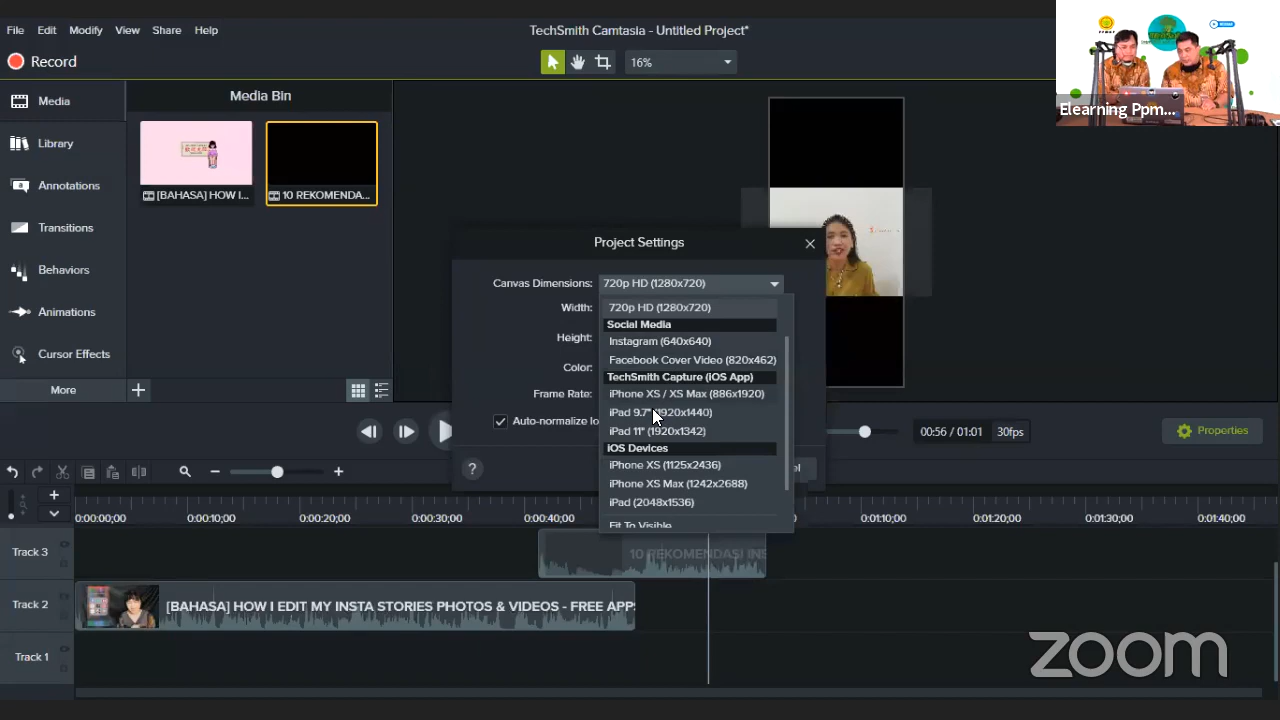 File Edit Modify View Share Help
TechSmith Camtasia - Untitled Project*
Record
16%
Elearning Ppm...
Media
Library
Annotations
Transitions
Behaviors
Animations
Cursor Effects
More
Media Bin
[BAHASA] HOW I...
10 REKOMENDA...
Project Settings
Canvas Dimensions: 720p HD (1280x720)
Width:
Height:
Color:
Frame Rate:
Auto-normalize lo
720p HD (1280x720)
Social Media
Instagram (640x640)
Facebook Cover Video (820x462)
TechSmith Capture (iOS App)
iPhone XS / XS Max (886x1920)
iPad 9.7" (1920x1440)
iPad 11" (1920x1342)
iOS Devices
iPhone XS (1125x2436)
iPhone XS Max (1242x2688)
iPad (2048x1536)
Fit To Visible
?
el
00:56 / 01:01 30fps
Properties
0:00:00;00 0:00:10;00 0:00:20;00 0:00:30;00 0:00:40;00 0:01:10;00 0:01:20;00 0:01:30;00 0:01:40;00
Track 3
10 REKOMENDASI INS
Track 2
[BAHASA] HOW I EDIT MY INSTA STORIES PHOTOS & VIDEOS - FREE APPS
Track 1
zoom